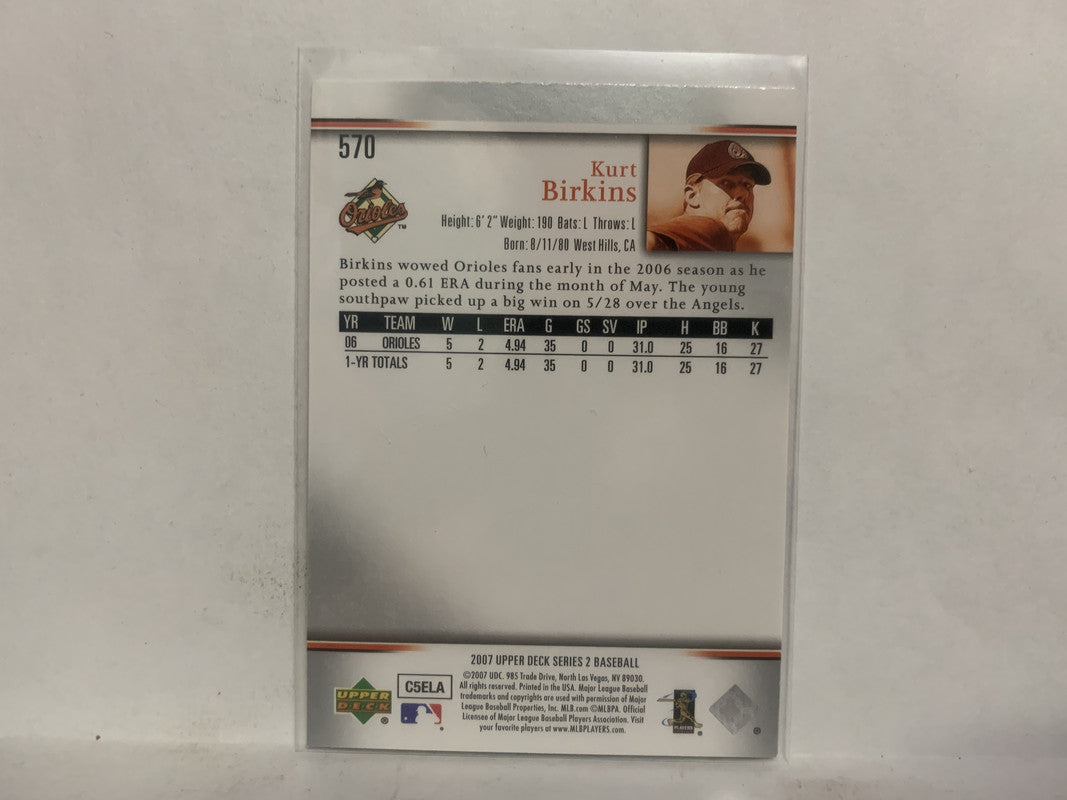 570
Kurt
Birkins
Orioles TM
Height: 6' 2" Weight: 190 Bats: L Throws: L
Born: 8/11/80 West Hills, CA
Birkins wowed Orioles fans early in the 2006 season as he
posted a 0.61 ERA during the month of May. The young
southpaw picked up a big win on 5/28 over the Angels.
YR TEAM W L ERA G GS SV IP H BB K
06 ORIOLES 5 2 4.94 35 0 0 31.0 25 16 27
1-YR TOTALS 5 2 4.94 35 0 0 31.0 25 16 27
2007 UPPER DECK SERIES 2 BASEBALL
©2007 UDC. 985 Trade Drive, North Las Vegas, NV 89030.
All rights reserved. Printed in the USA. Major League Baseball
trademarks and copyrights are used with permission of Major
League Baseball Properties, Inc. MLB.com ©MLBPA. Official
Licensee of Major League Baseball Players Association. Visit
your favorite players at www.MLBPLAYERS.com.
UPPER
DECK ®
C5ELA
®
PLAYERS ®
®